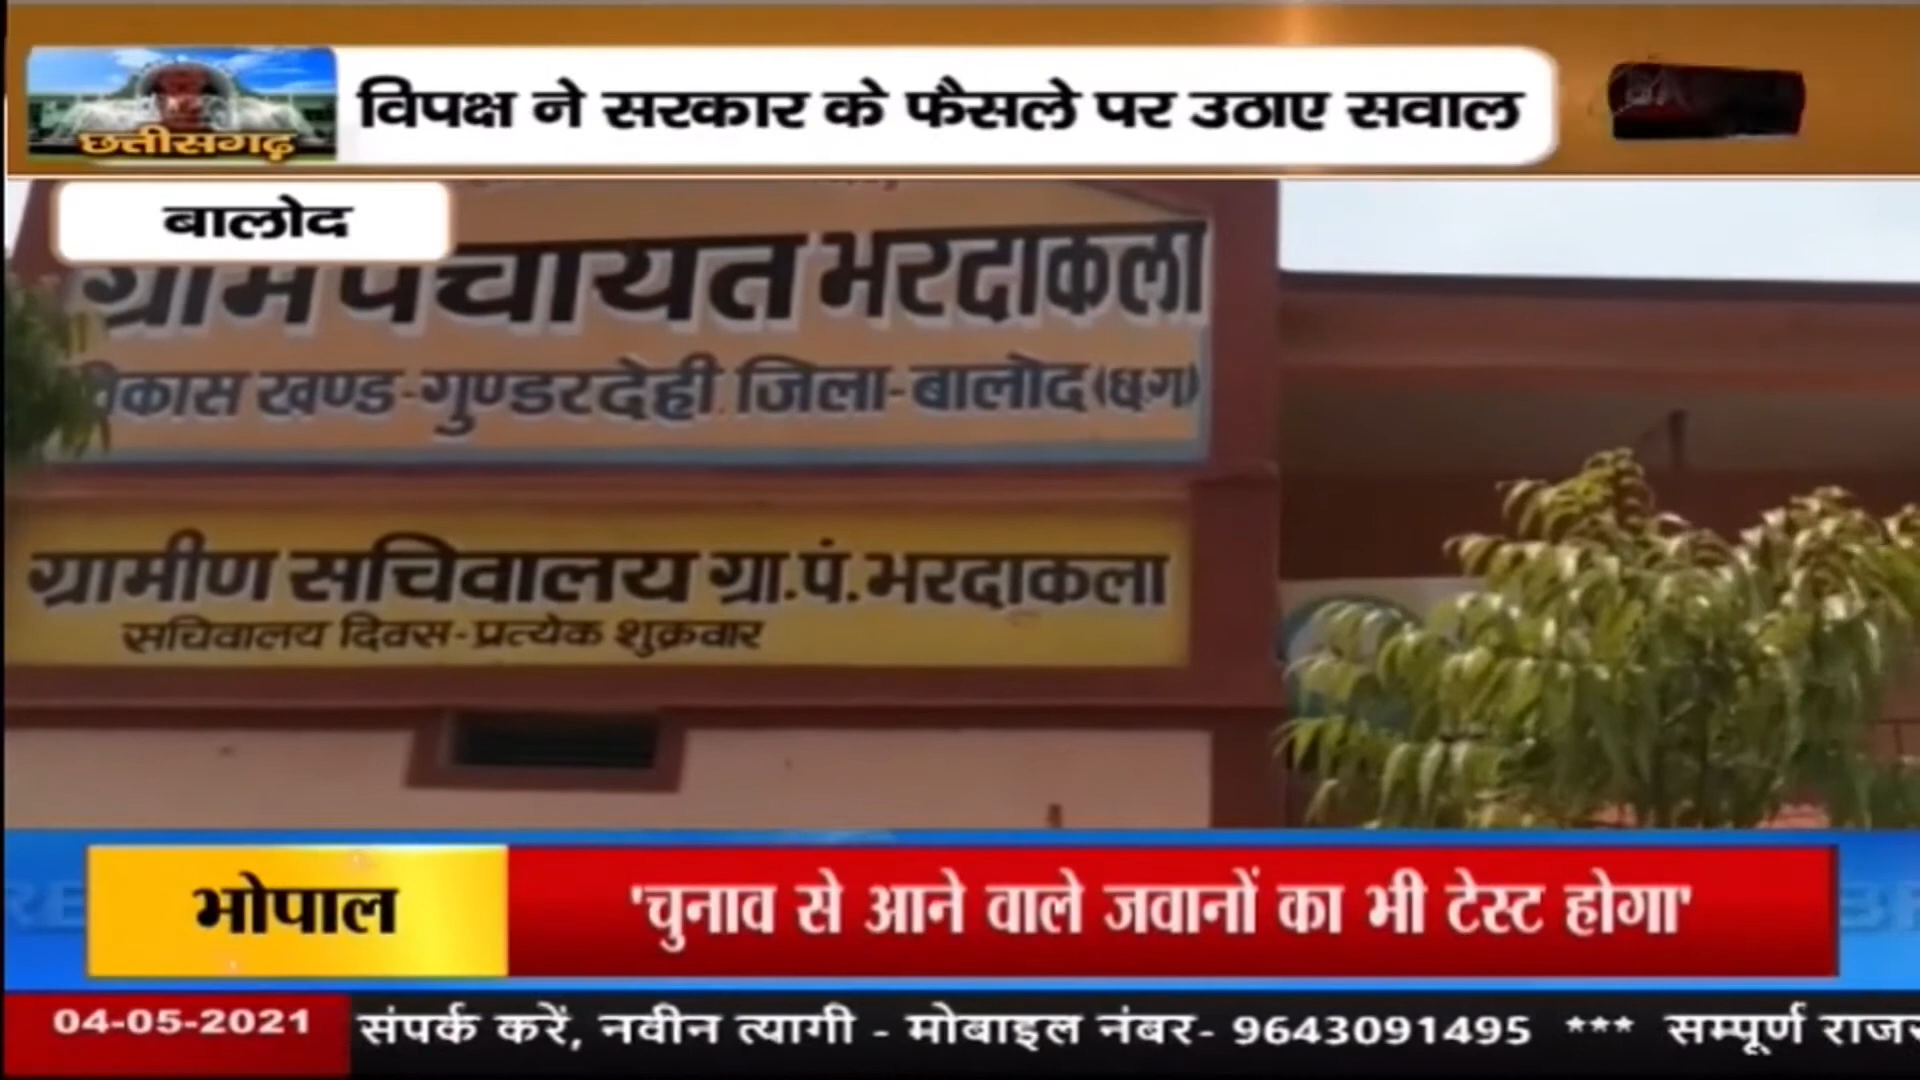 विपक्ष ने सरकार के फैसले पर उठाए सवाल
छत्तीसगढ़
बालोद
ग्राम पंचायत भरदाकला
विकास खण्ड-गुण्डरदेही जिला-बालोद (छ.ग)
ग्रामीण सचिवालय ग्रा.पं.भरदाकला
सचिवालय दिवस-प्रत्येक शुक्रवार
भोपाल
'चुनाव से आने वाले जवानों का भी टेस्ट होगा'
04-05-2021
संपर्क करें, नवीन त्यागी - मोबाइल नंबर- 9643091495 *** सम्पूर्ण